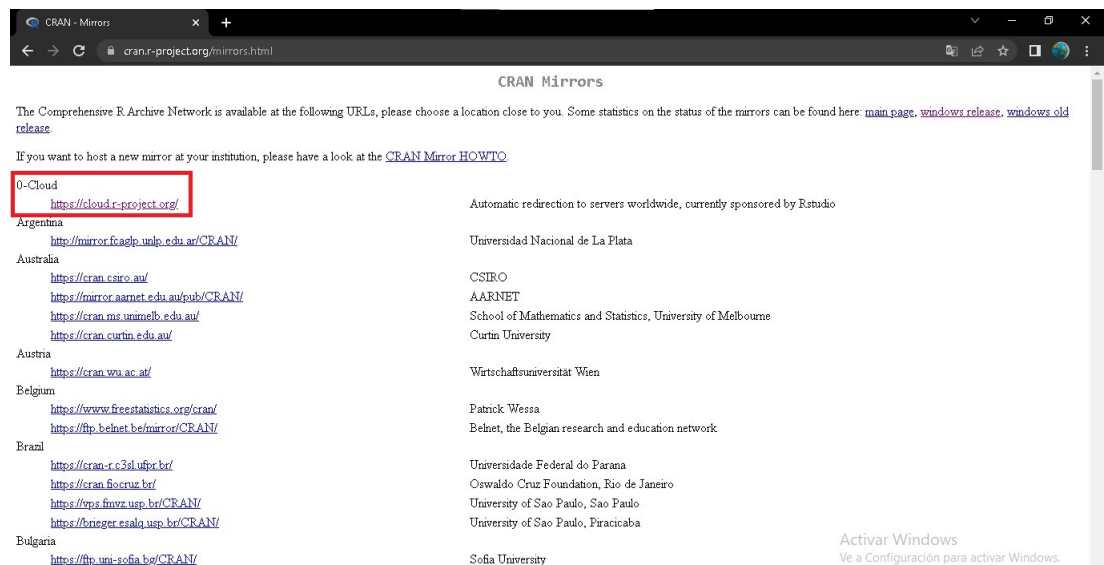 CRAN - Mirrors
cran.r-project.org/mirrors.html
CRAN Mirrors
The Comprehensive R Archive Network is available at the following URLs, please choose a location close to you. Some statistics on the status of the mirrors can be found here: main page, windows release, windows old
release.
If you want to host a new mirror at your institution, please have a look at the CRAN Mirror HOWTO.
0-Cloud
https://cloud.r-project.org/ Automatic redirection to servers worldwide, currently sponsored by Rstudio
Argentina
http://mirror.fcaglp.unlp.edu.ar/CRAN/ Universidad Nacional de La Plata
Australia
https://cran.csiro.au/ CSIRO
https://mirror.aarnet.edu.au/pub/CRAN/ AARNET
https://cran.ms.unimelb.edu.au/ School of Mathematics and Statistics, University of Melbourne
https://cran.curtin.edu.au/ Curtin University
Austria
https://cran.wu.ac.at/ Wirtschaftsuniversität Wien
Belgium
https://www.freestatistics.org/cran/ Patrick Wessa
https://ftp.belnet.be/mirror/CRAN/ Belnet, the Belgian research and education network
Brazil
https://cran-r.c3sl.ufpr.br/ Universidade Federal do Parana
https://cran.fiocruz.br/ Oswaldo Cruz Foundation, Rio de Janeiro
https://vps.fmvz.usp.br/CRAN/ University of Sao Paulo, Sao Paulo
https://brieger.esalq.usp.br/CRAN/ University of Sao Paulo, Piracicaba
Bulgaria
https://ftp.uni-sofia.bg/CRAN/ Sofia University
Activar Windows
Ve a Configuración para activar Windows.